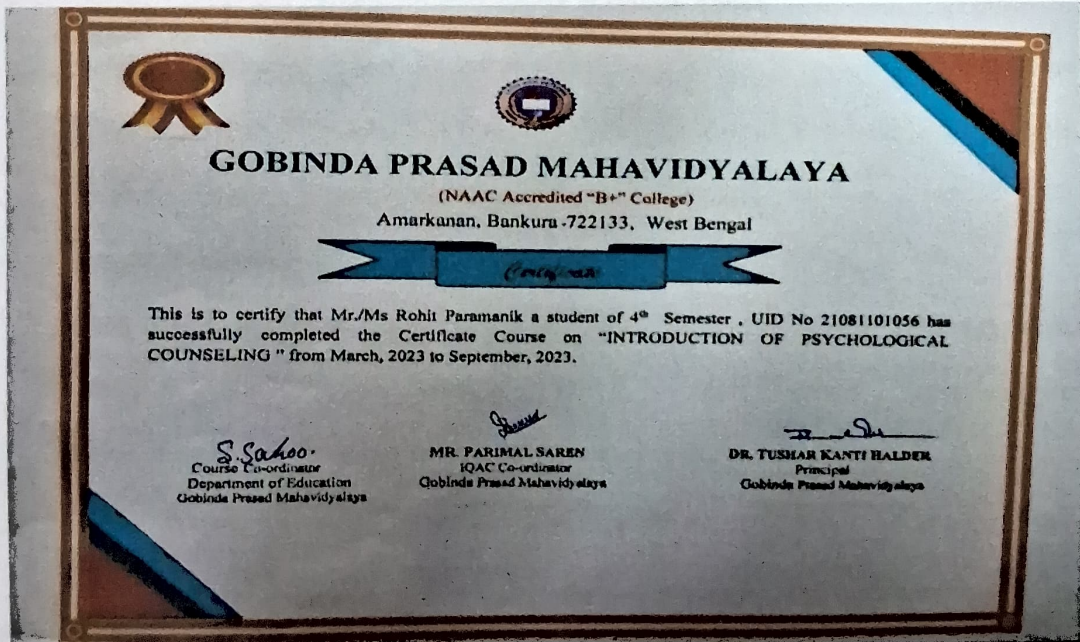 GOBINDA PRASAD MAHAVIDYALAYA
(NAAC Accredited "B+" College)
Amarkanan, Bankura -722133, West Bengal
Certificate
This is to certify that Mr./Ms Rohit Paramanik a student of 4th Semester , UID No 21081101056 has
successfully completed the Certificate Course on "INTRODUCTION OF PSYCHOLOGICAL
COUNSELING " from March, 2023 to September, 2023.
S. Sahoo.
Course Co-ordinator
Department of Education
Gobinda Prasad Mahavidyalaya
MR. PARIMAL SAREN
IQAC Co-ordinator
Gobinda Prasad Mahavidyalaya
DR. TUSHAR KANTI HALDER
Principal
Gobinda Prasad Mahavidyalaya